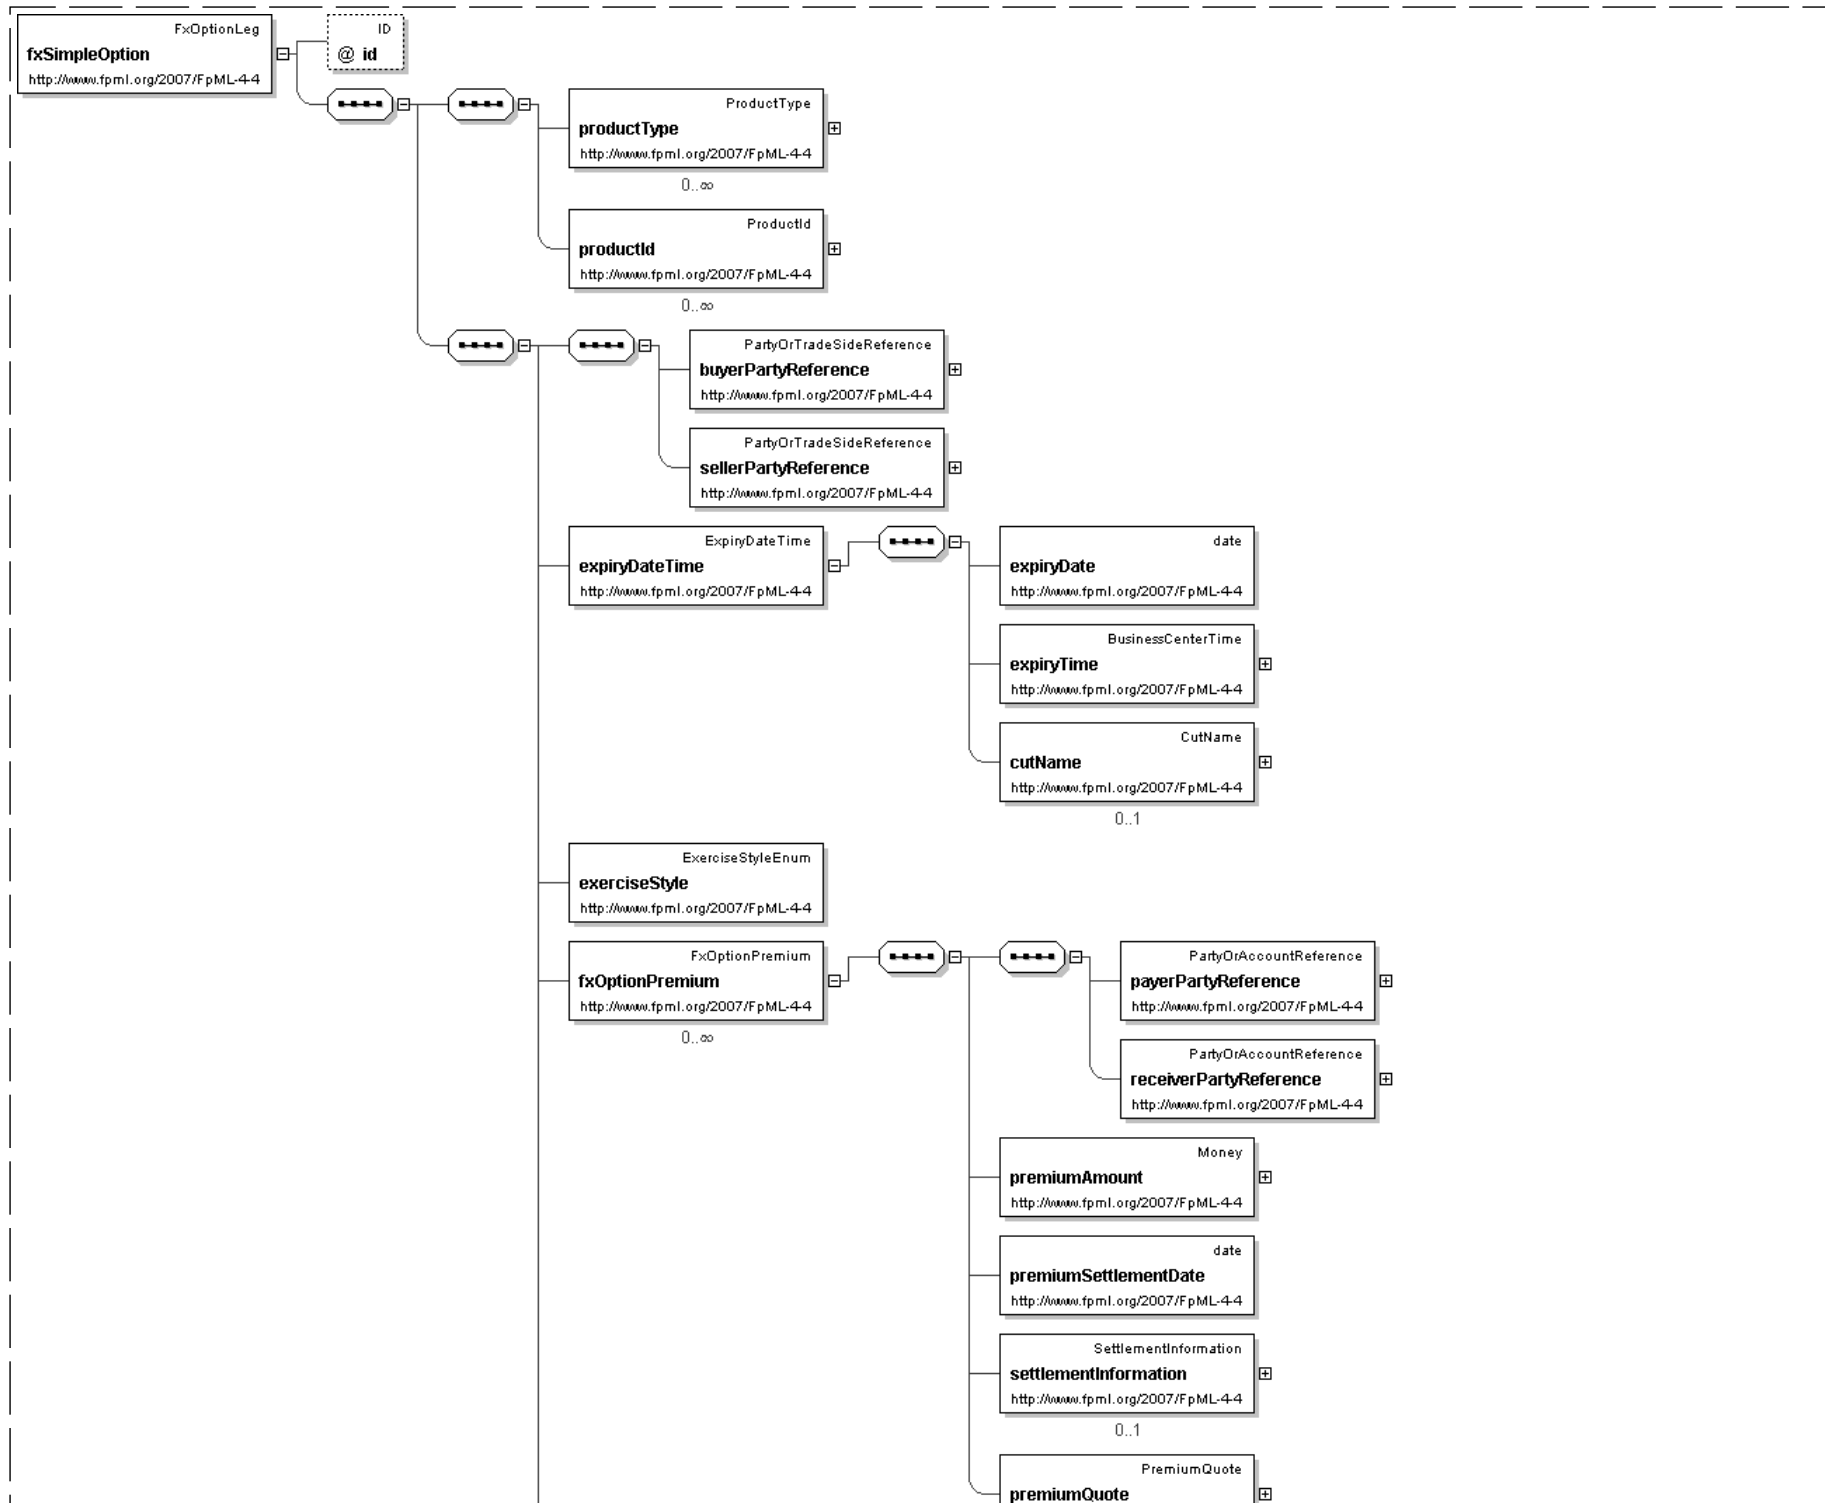 FxOptionLeg
fxSimpleOption
http://www.fpml.org/2007/FpML-4-4
ID
@ id
ProductType
productType
http://www.fpml.org/2007/FpML-4-4
0..∞
ProductId
productId
http://www.fpml.org/2007/FpML-4-4
0..∞
PartyOrTradeSideReference
buyerPartyReference
http://www.fpml.org/2007/FpML-4-4
PartyOrTradeSideReference
sellerPartyReference
http://www.fpml.org/2007/FpML-4-4
ExpiryDateTime
expiryDateTime
http://www.fpml.org/2007/FpML-4-4
date
expiryDate
http://www.fpml.org/2007/FpML-4-4
BusinessCenterTime
expiryTime
http://www.fpml.org/2007/FpML-4-4
CutName
cutName
http://www.fpml.org/2007/FpML-4-4
0..1
ExerciseStyleEnum
exerciseStyle
http://www.fpml.org/2007/FpML-4-4
FxOptionPremium
fxOptionPremium
http://www.fpml.org/2007/FpML-4-4
0..∞
PartyOrAccountReference
payerPartyReference
http://www.fpml.org/2007/FpML-4-4
PartyOrAccountReference
receiverPartyReference
http://www.fpml.org/2007/FpML-4-4
Money
premiumAmount
http://www.fpml.org/2007/FpML-4-4
date
premiumSettlementDate
http://www.fpml.org/2007/FpML-4-4
SettlementInformation
settlementInformation
http://www.fpml.org/2007/FpML-4-4
0..1
PremiumQuote
premiumQuote